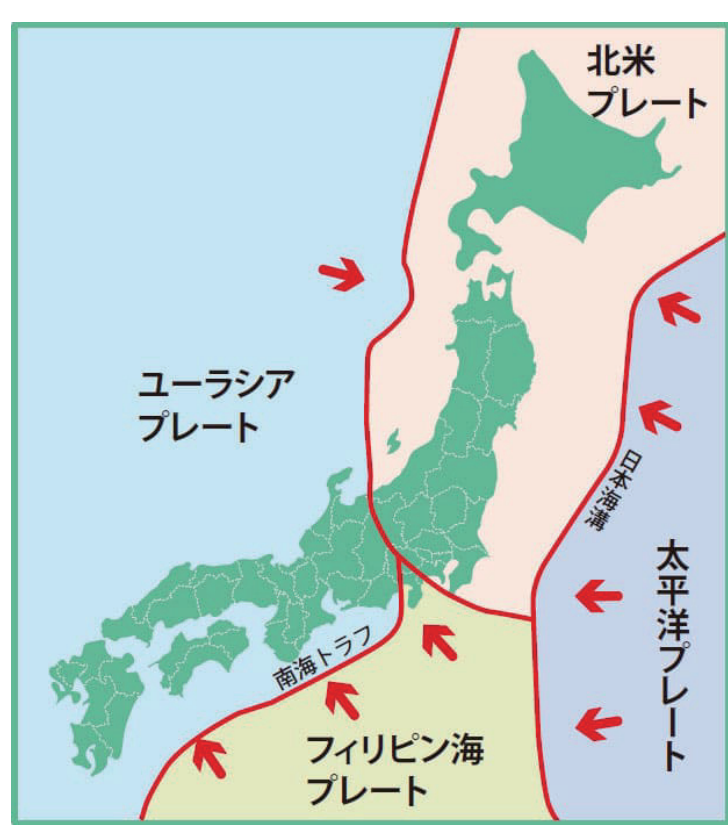 北米
プレート
ユーラシア
プレート
日本海溝
太平洋プレート
南海トラフ
フィリピン海
プレート